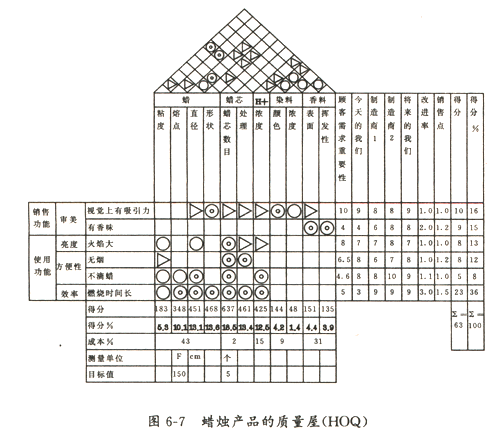 蜡 蜡芯 H+ 染料 香料
粘度 熔点 直径 形状 蜡芯数目 处理 浓度 颜色 浓度 表面 挥发性 顾客需求重要性 今天的我们 制造商1 制造商2 将来的我们 改进率 销售点 得分 得分%
销售功能 审美 视觉上有吸引力 10 9 8 8 9 1.0 1.0 10 16
有香味 4 4 6 8 8 2.0 1.2 9 15
使用功能 亮度 火焰大 8 7 8 7 7 1.0 1.0 8 13
方便性 无烟 6.5 8 6 7 8 1.0 1.2 8 12
不滴蜡 4.6 8 8 10 9 1.1 1.0 5 8
效率 燃烧时间长 5 3 9 9 9 3.0 1.5 23 36
得分 183 348 451 468 637 461 425 144 48 151 135 Σ=63 Σ=100
得分% 5.3 10.1 13.1 13.6 18.5 13.4 12.5 4.2 1.4 4.4 3.9
成本% 43 2 15 9 31
测量单位 F cm 个
目标值 150 5
图 6-7 蜡烛产品的质量屋(HOQ)